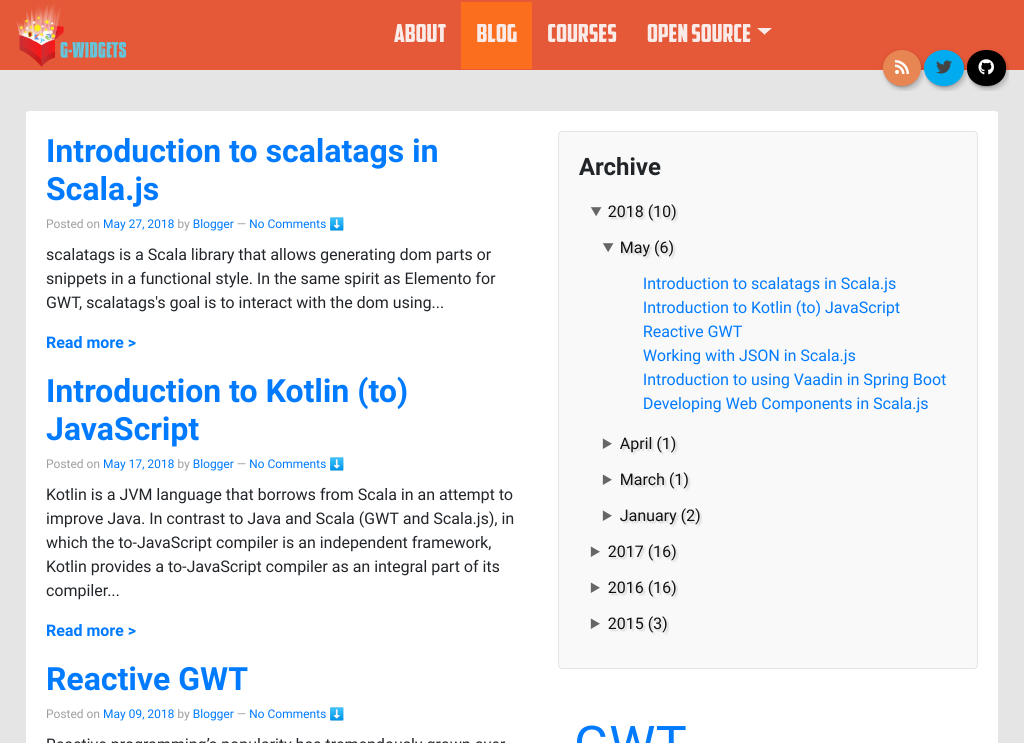 G-WIDGETS
ABOUT
BLOG
COURSES
OPEN SOURCE
Introduction to scalatags in
Scala.js
Posted on May 27, 2018 by Blogger — No Comments ⬇️
scalatags is a Scala library that allows generating dom parts or
snippets in a functional style. In the same spirit as Elemento for
GWT, scalatags's goal is to interact with the dom using...
Read more >
Introduction to Kotlin (to)
JavaScript
Posted on May 17, 2018 by Blogger — No Comments ⬇️
Kotlin is a JVM language that borrows from Scala in an attempt to
improve Java. In contrast to Java and Scala (GWT and Scala.js), in
which the to-JavaScript compiler is an independent framework,
Kotlin provides a to-JavaScript compiler as an integral part of its
compiler...
Read more >
Reactive GWT
Posted on May 09, 2018 by Blogger — No Comments ⬇️
Reactive programming's popularity has tremendously grown over
Archive
2018 (10)
May (6)
Introduction to scalatags in Scala.js
Introduction to Kotlin (to) JavaScript
Reactive GWT
Working with JSON in Scala.js
Introduction to using Vaadin in Spring Boot
Developing Web Components in Scala.js
April (1)
March (1)
January (2)
2017 (16)
2016 (16)
2015 (3)
GWT